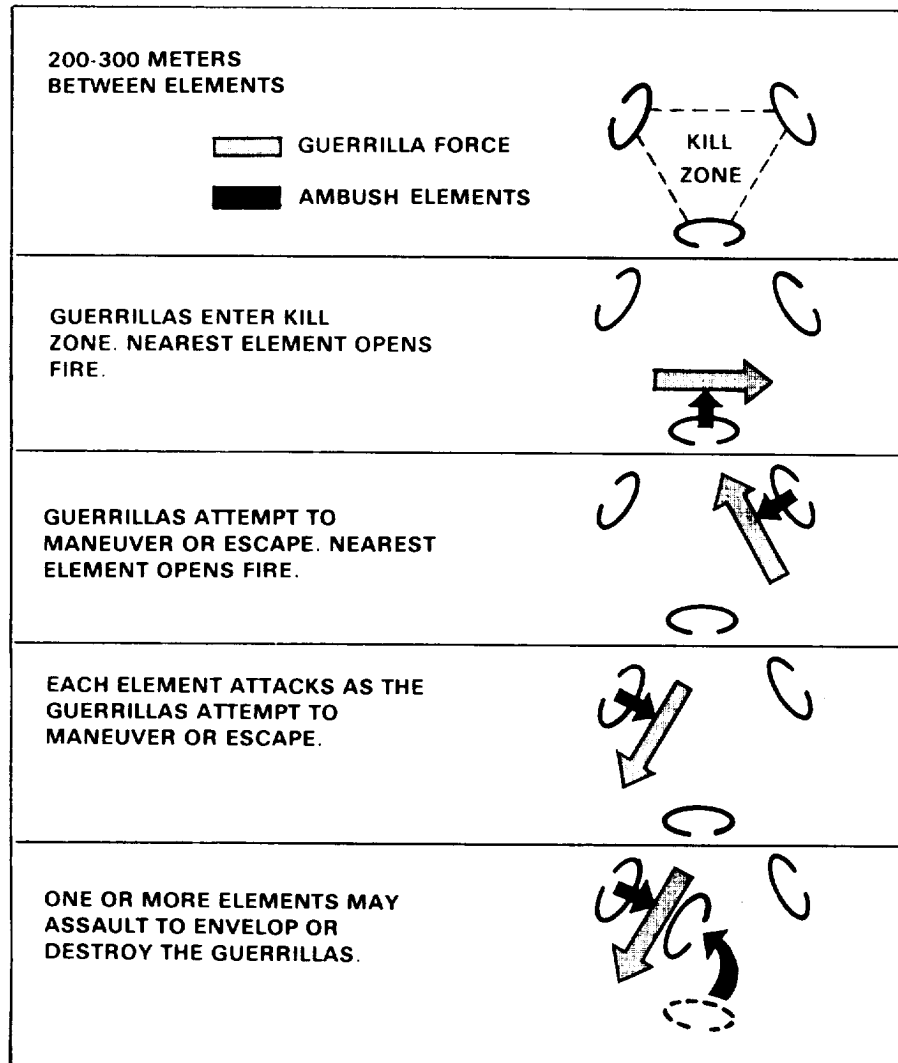 200-300 METERS
BETWEEN ELEMENTS
GUERRILLA FORCE
AMBUSH ELEMENTS
KILL
ZONE
GUERRILLAS ENTER KILL
ZONE. NEAREST ELEMENT OPENS
FIRE.
GUERRILLAS ATTEMPT TO
MANEUVER OR ESCAPE. NEAREST
ELEMENT OPENS FIRE.
EACH ELEMENT ATTACKS AS THE
GUERRILLAS ATTEMPT TO
MANEUVER OR ESCAPE.
ONE OR MORE ELEMENTS MAY
ASSAULT TO ENVELOP OR
DESTROY THE GUERRILLAS.